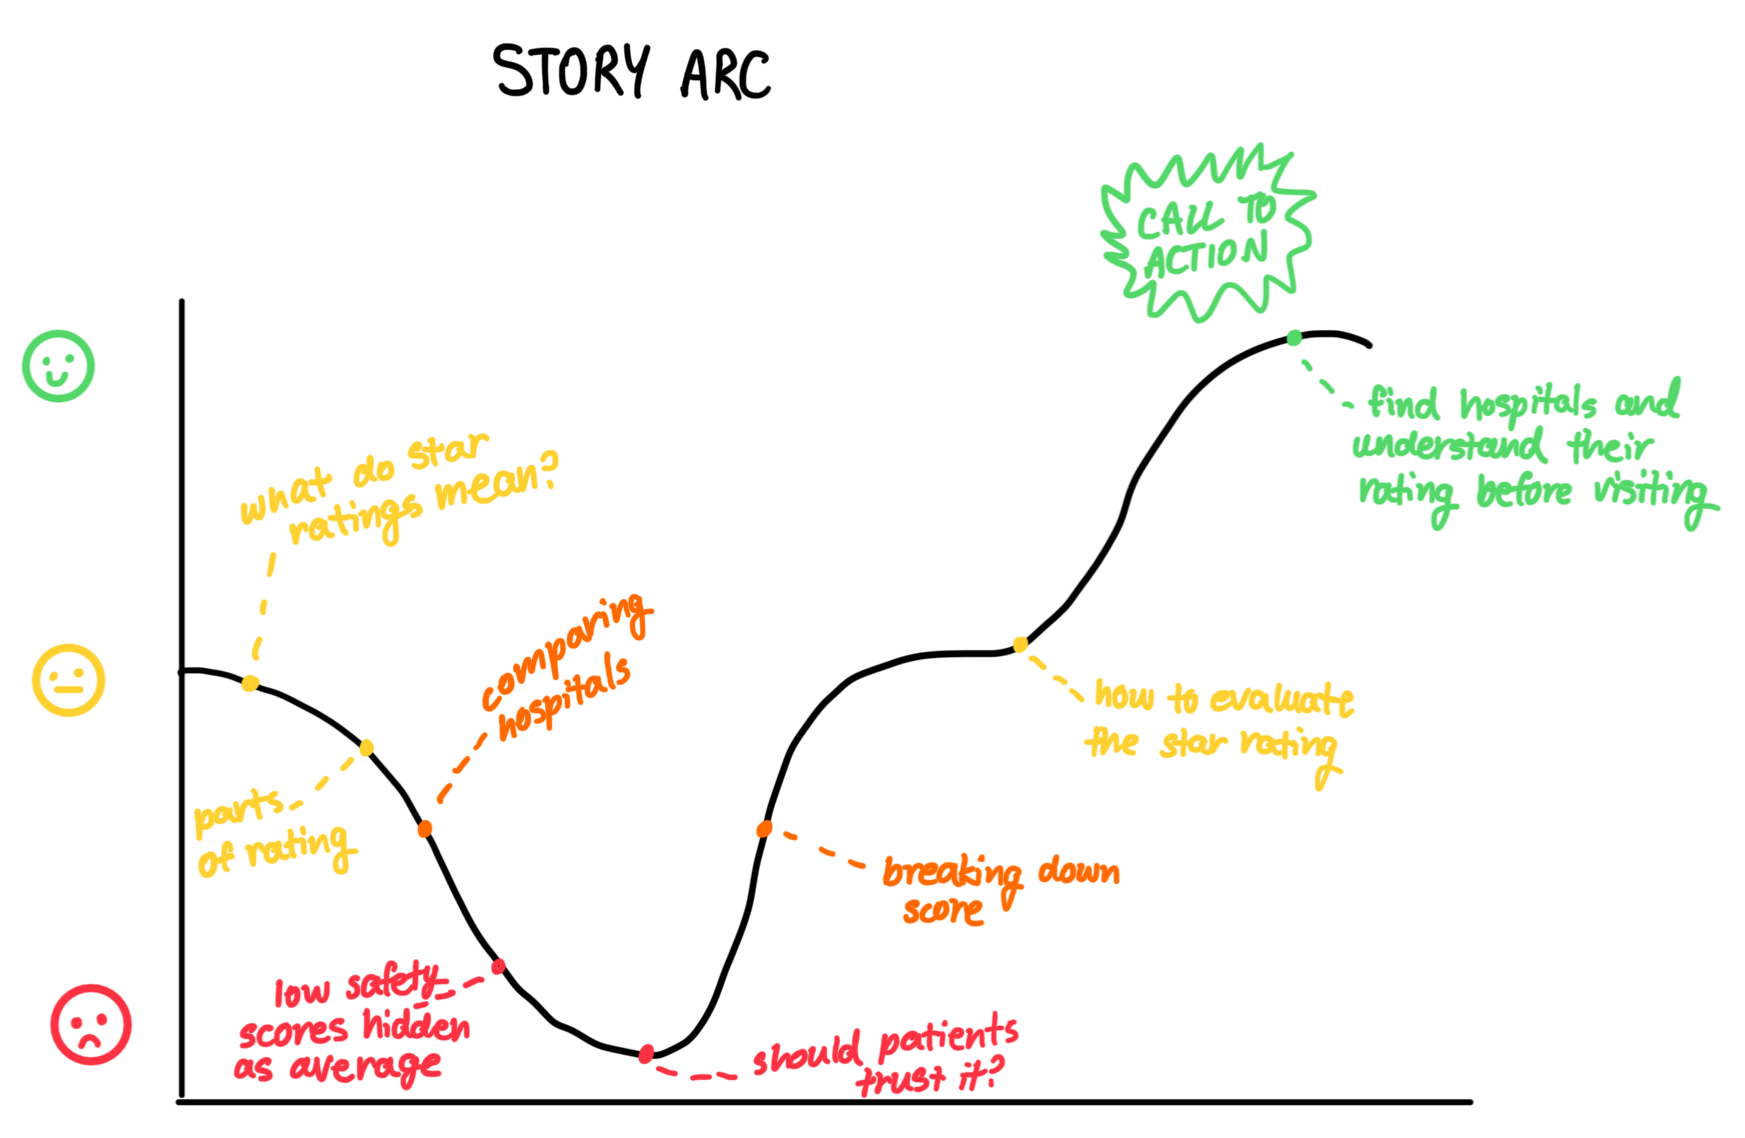 STORY ARC
CALL TO
ACTION
what do star
ratings mean?
parts
of rating
comparing
hospitals
low safety
scores hidden
as average
should patients
trust it?
breaking down
score
how to evaluate
the star rating
find hospitals and
understand their
rating before visiting